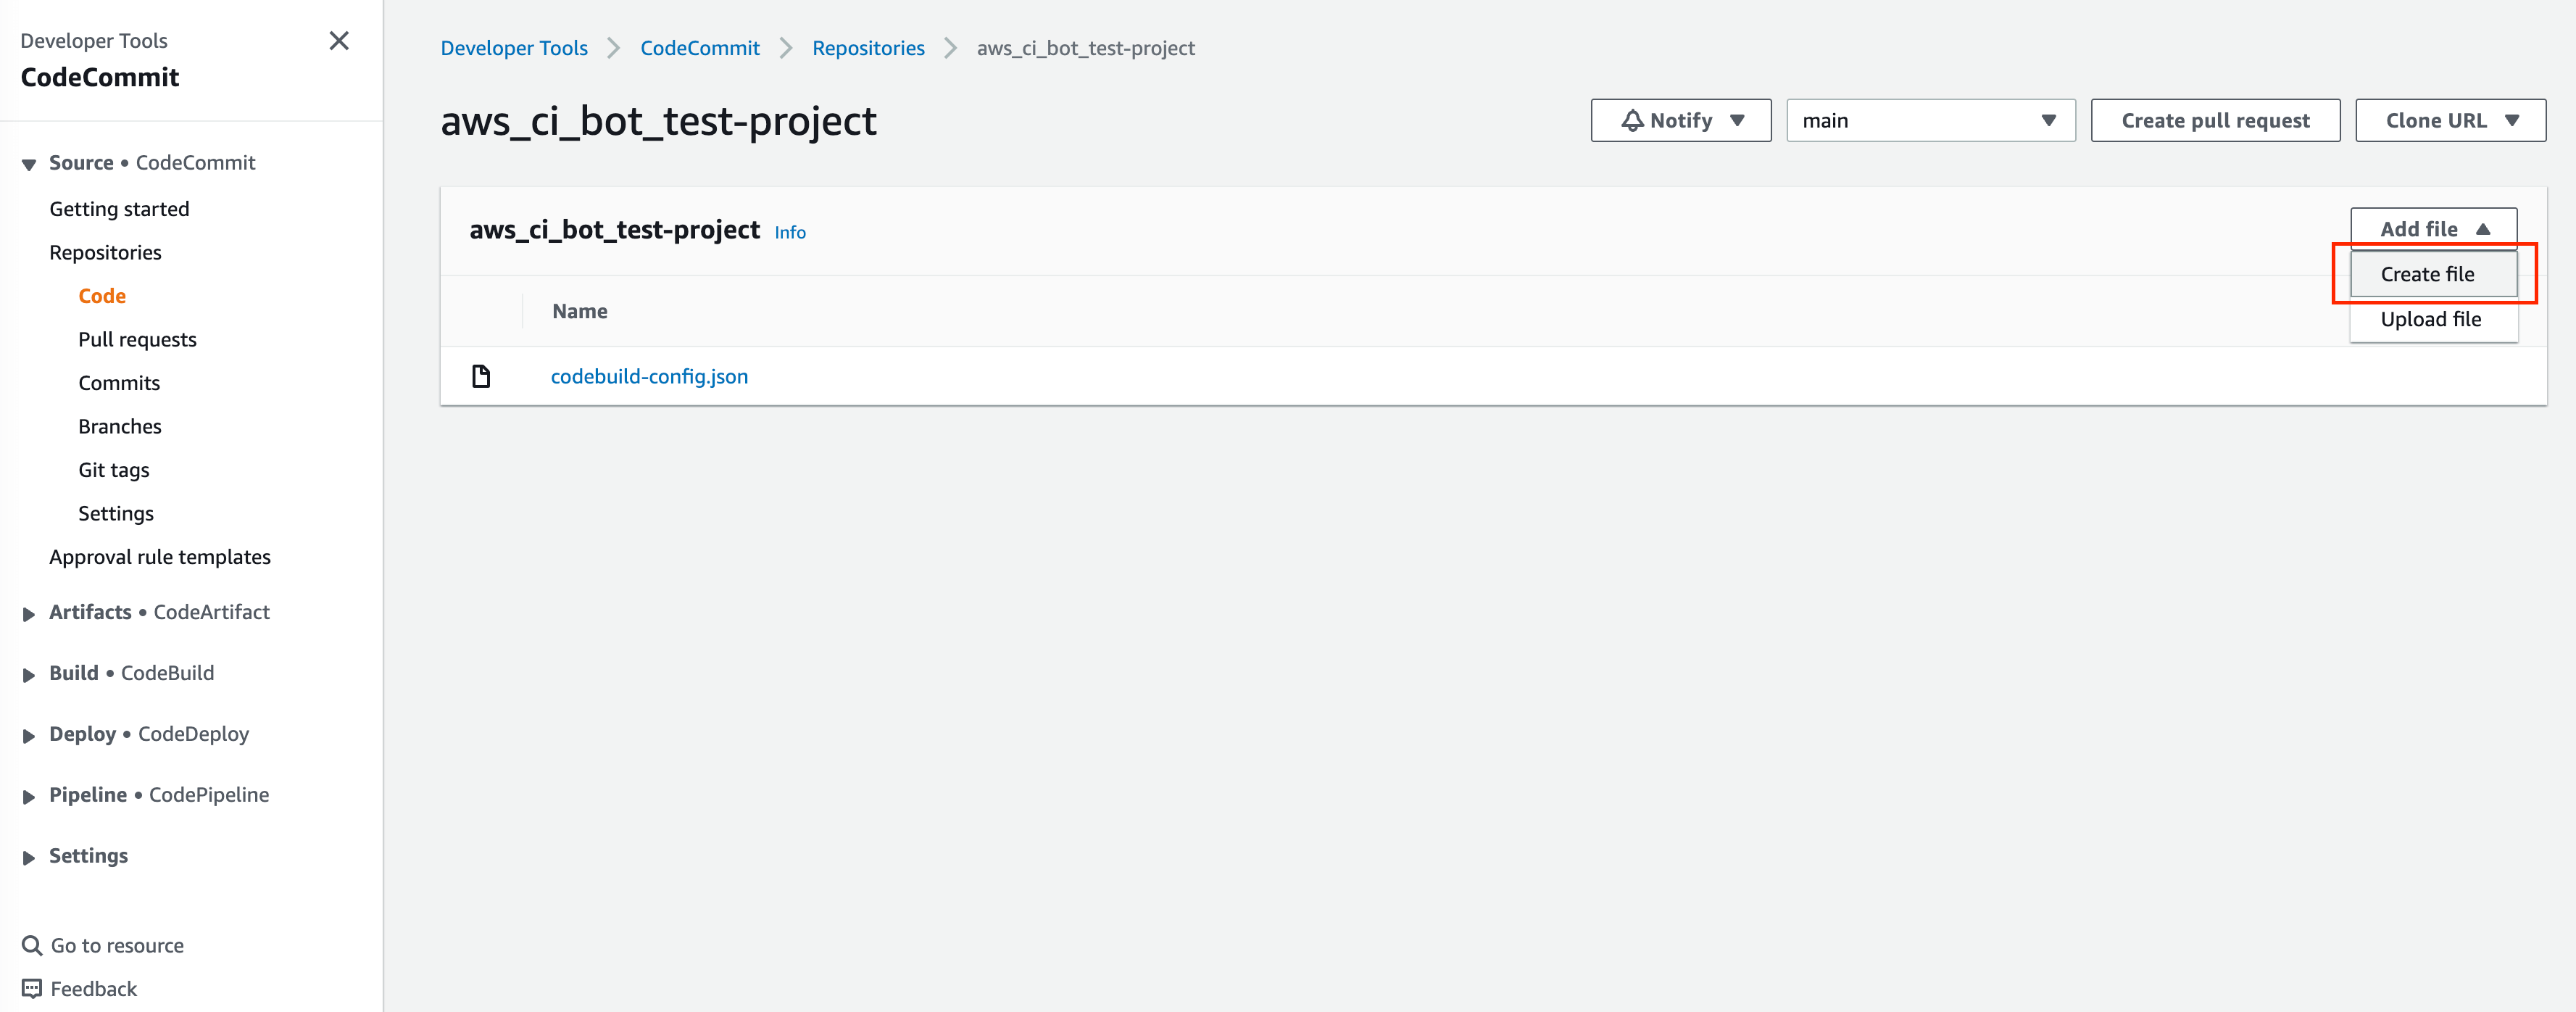 Developer Tools
CodeCommit
Source • CodeCommit
Getting started
Repositories
Code
Pull requests
Commits
Branches
Git tags
Settings
Approval rule templates
Artifacts • CodeArtifact
Build • CodeBuild
Deploy • CodeDeploy
Pipeline • CodePipeline
Settings
Go to resource
Feedback
Developer Tools > CodeCommit > Repositories > aws_ci_bot_test-project
aws_ci_bot_test-project
Notify
main
Create pull request
Clone URL
aws_ci_bot_test-project Info
Add file
Create file
Upload file
Name
codebuild-config.json